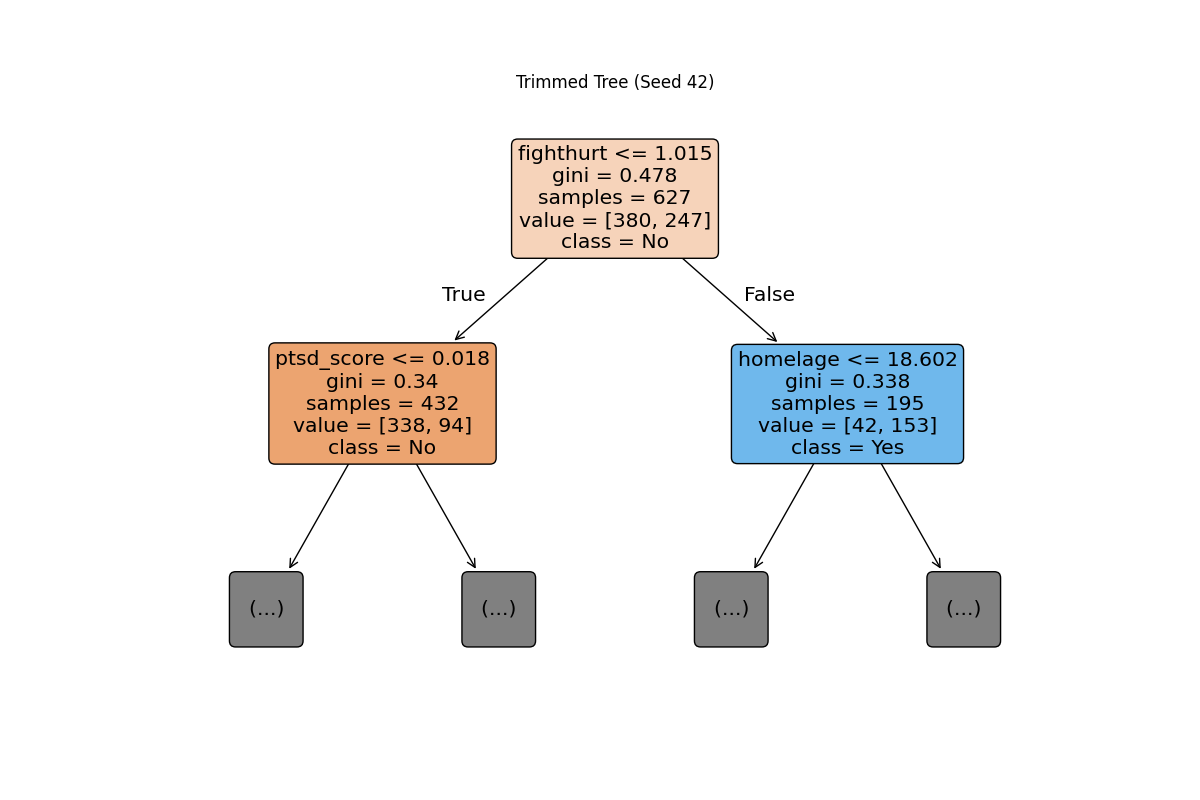 Trimmed Tree (Seed 42)
fighthurt <= 1.015
gini = 0.478
samples = 627
value = [380, 247]
class = No
True
False
ptsd_score <= 0.018
gini = 0.34
samples = 432
value = [338, 94]
class = No
homelage <= 18.602
gini = 0.338
samples = 195
value = [42, 153]
class = Yes
(...)
(...)
(...)
(...)